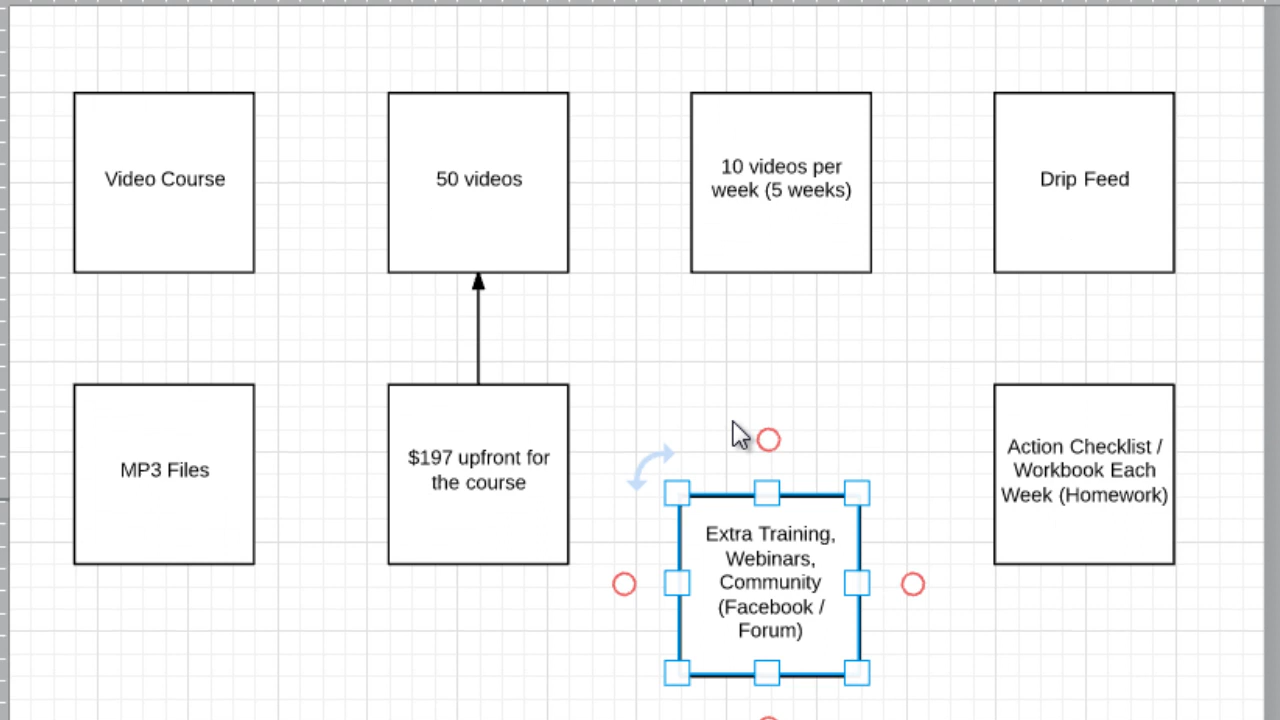 Video Course
50 videos
10 videos per
week (5 weeks)
Drip Feed
MP3 Files
$197 upfront for
the course
Action Checklist /
Workbook Each
Week (Homework)
Extra Training,
Webinars,
Community
(Facebook /
Forum)